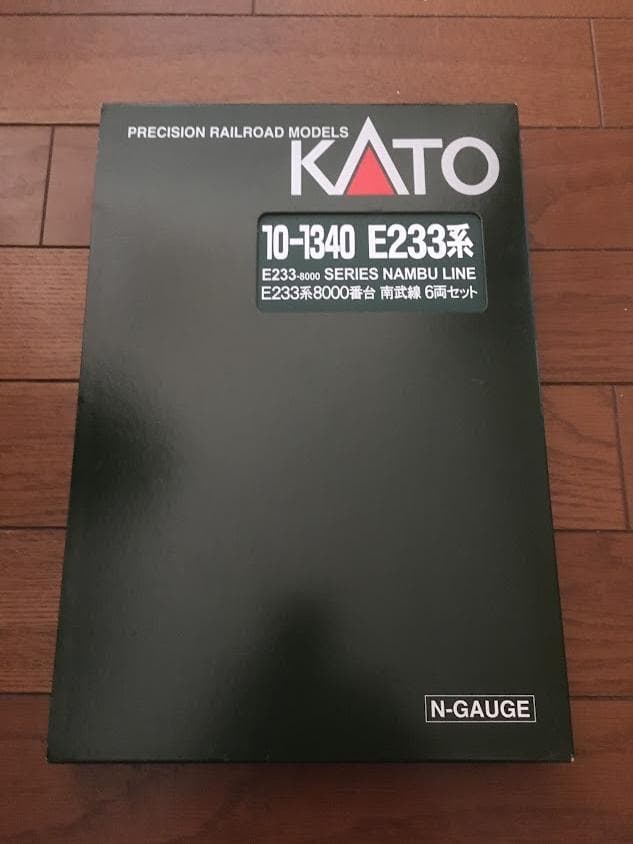 PRECISION RAILROAD MODELS
KATO
10-1340 E233系
E233-8000 SERIES NAMBU LINE
E233系8000番台 南武線 6両セット
N-GAUGE